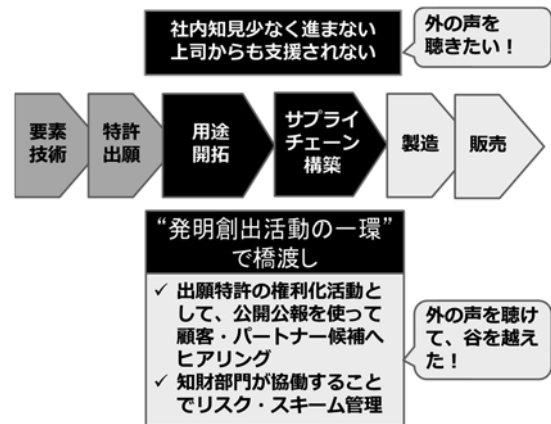 社内知見少なく進まない
上司からも支援されない
外の声を
聴きたい！
要素
技術
特許
出願
用途
開拓
サプライ
チェーン
構築
製造
販売
“発明創出活動の一環”
で橋渡し
✓ 出願特許の権利化活動と
して、公開公報を使って
顧客・パートナー候補へ
ヒアリング
✓ 知財部門が協働すること
でリスク・スキーム管理
外の声を聴け
て、谷を越え
た！